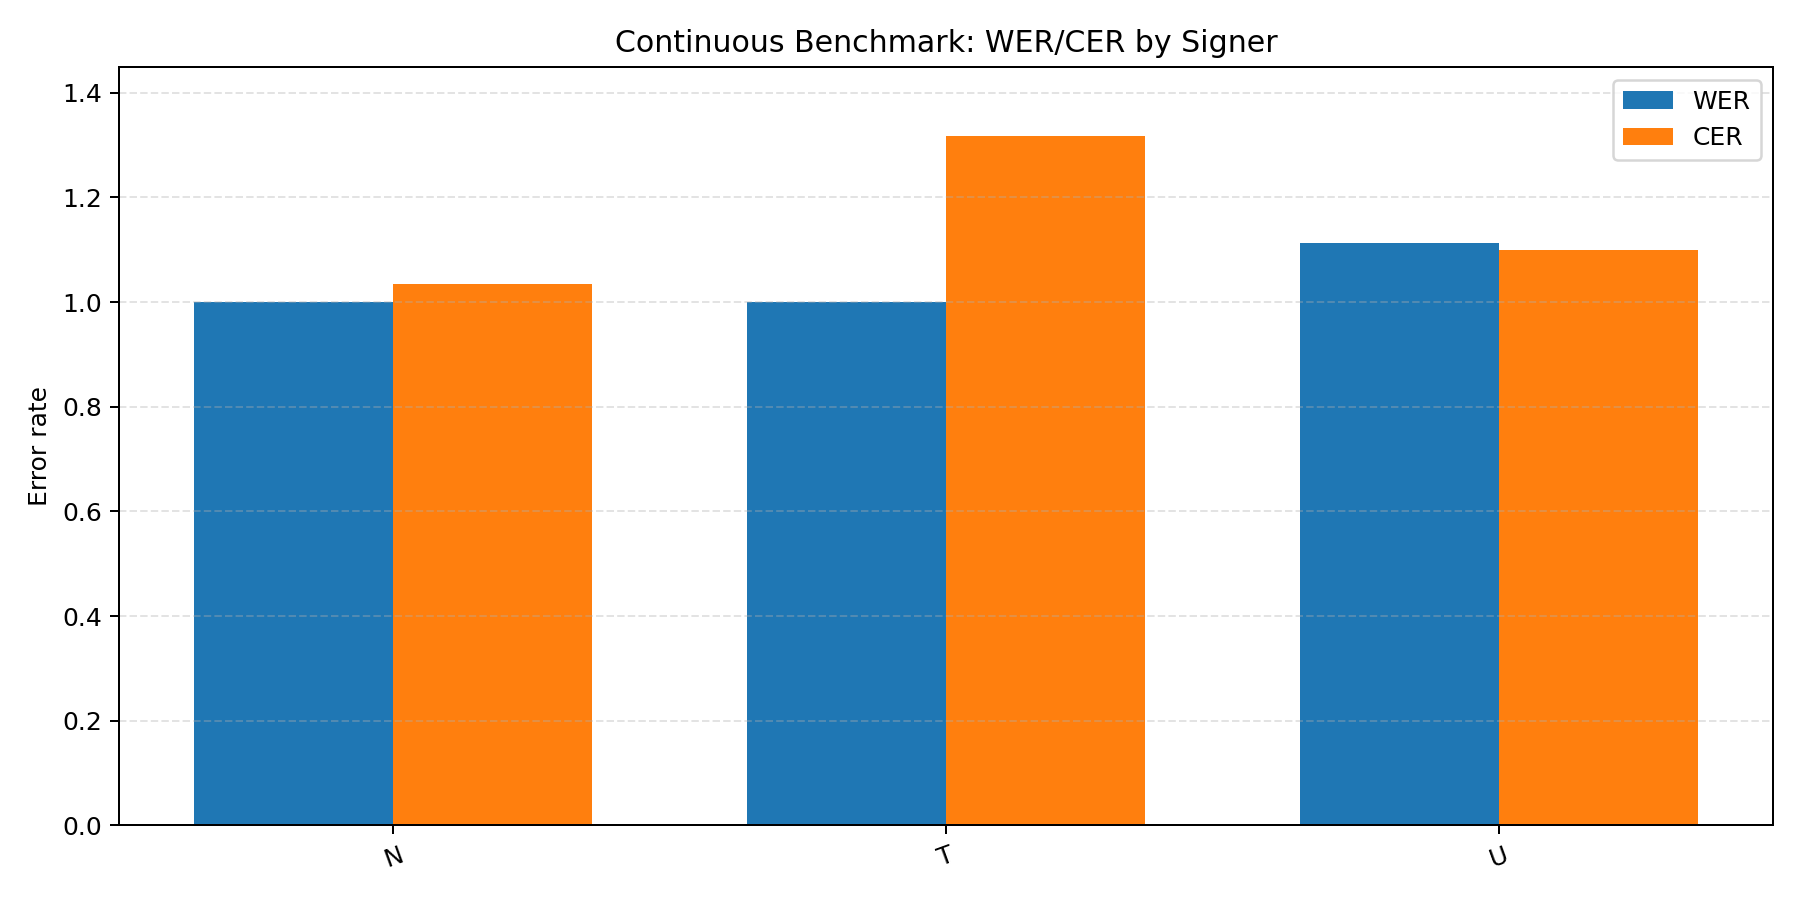 Continuous Benchmark: WER/CER by Signer
WER
CER
Error rate
1.4
1.2
1.0
0.8
0.6
0.4
0.2
0.0
N
T
U